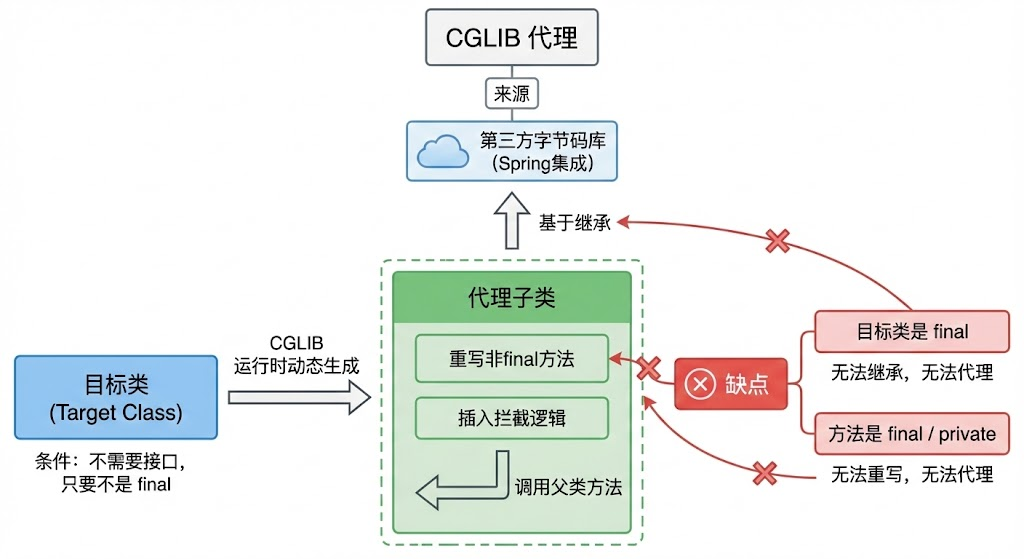 CGLIB 代理
来源
第三方字节码库
(Spring集成)
基于继承
代理子类
重写非final方法
插入拦截逻辑
调用父类方法
CGLIB
运行时动态生成
目标类
(Target Class)
条件：不需要接口，
只要不是 final
缺点
目标类是 final
无法继承，无法代理
方法是 final / private
无法重写，无法代理